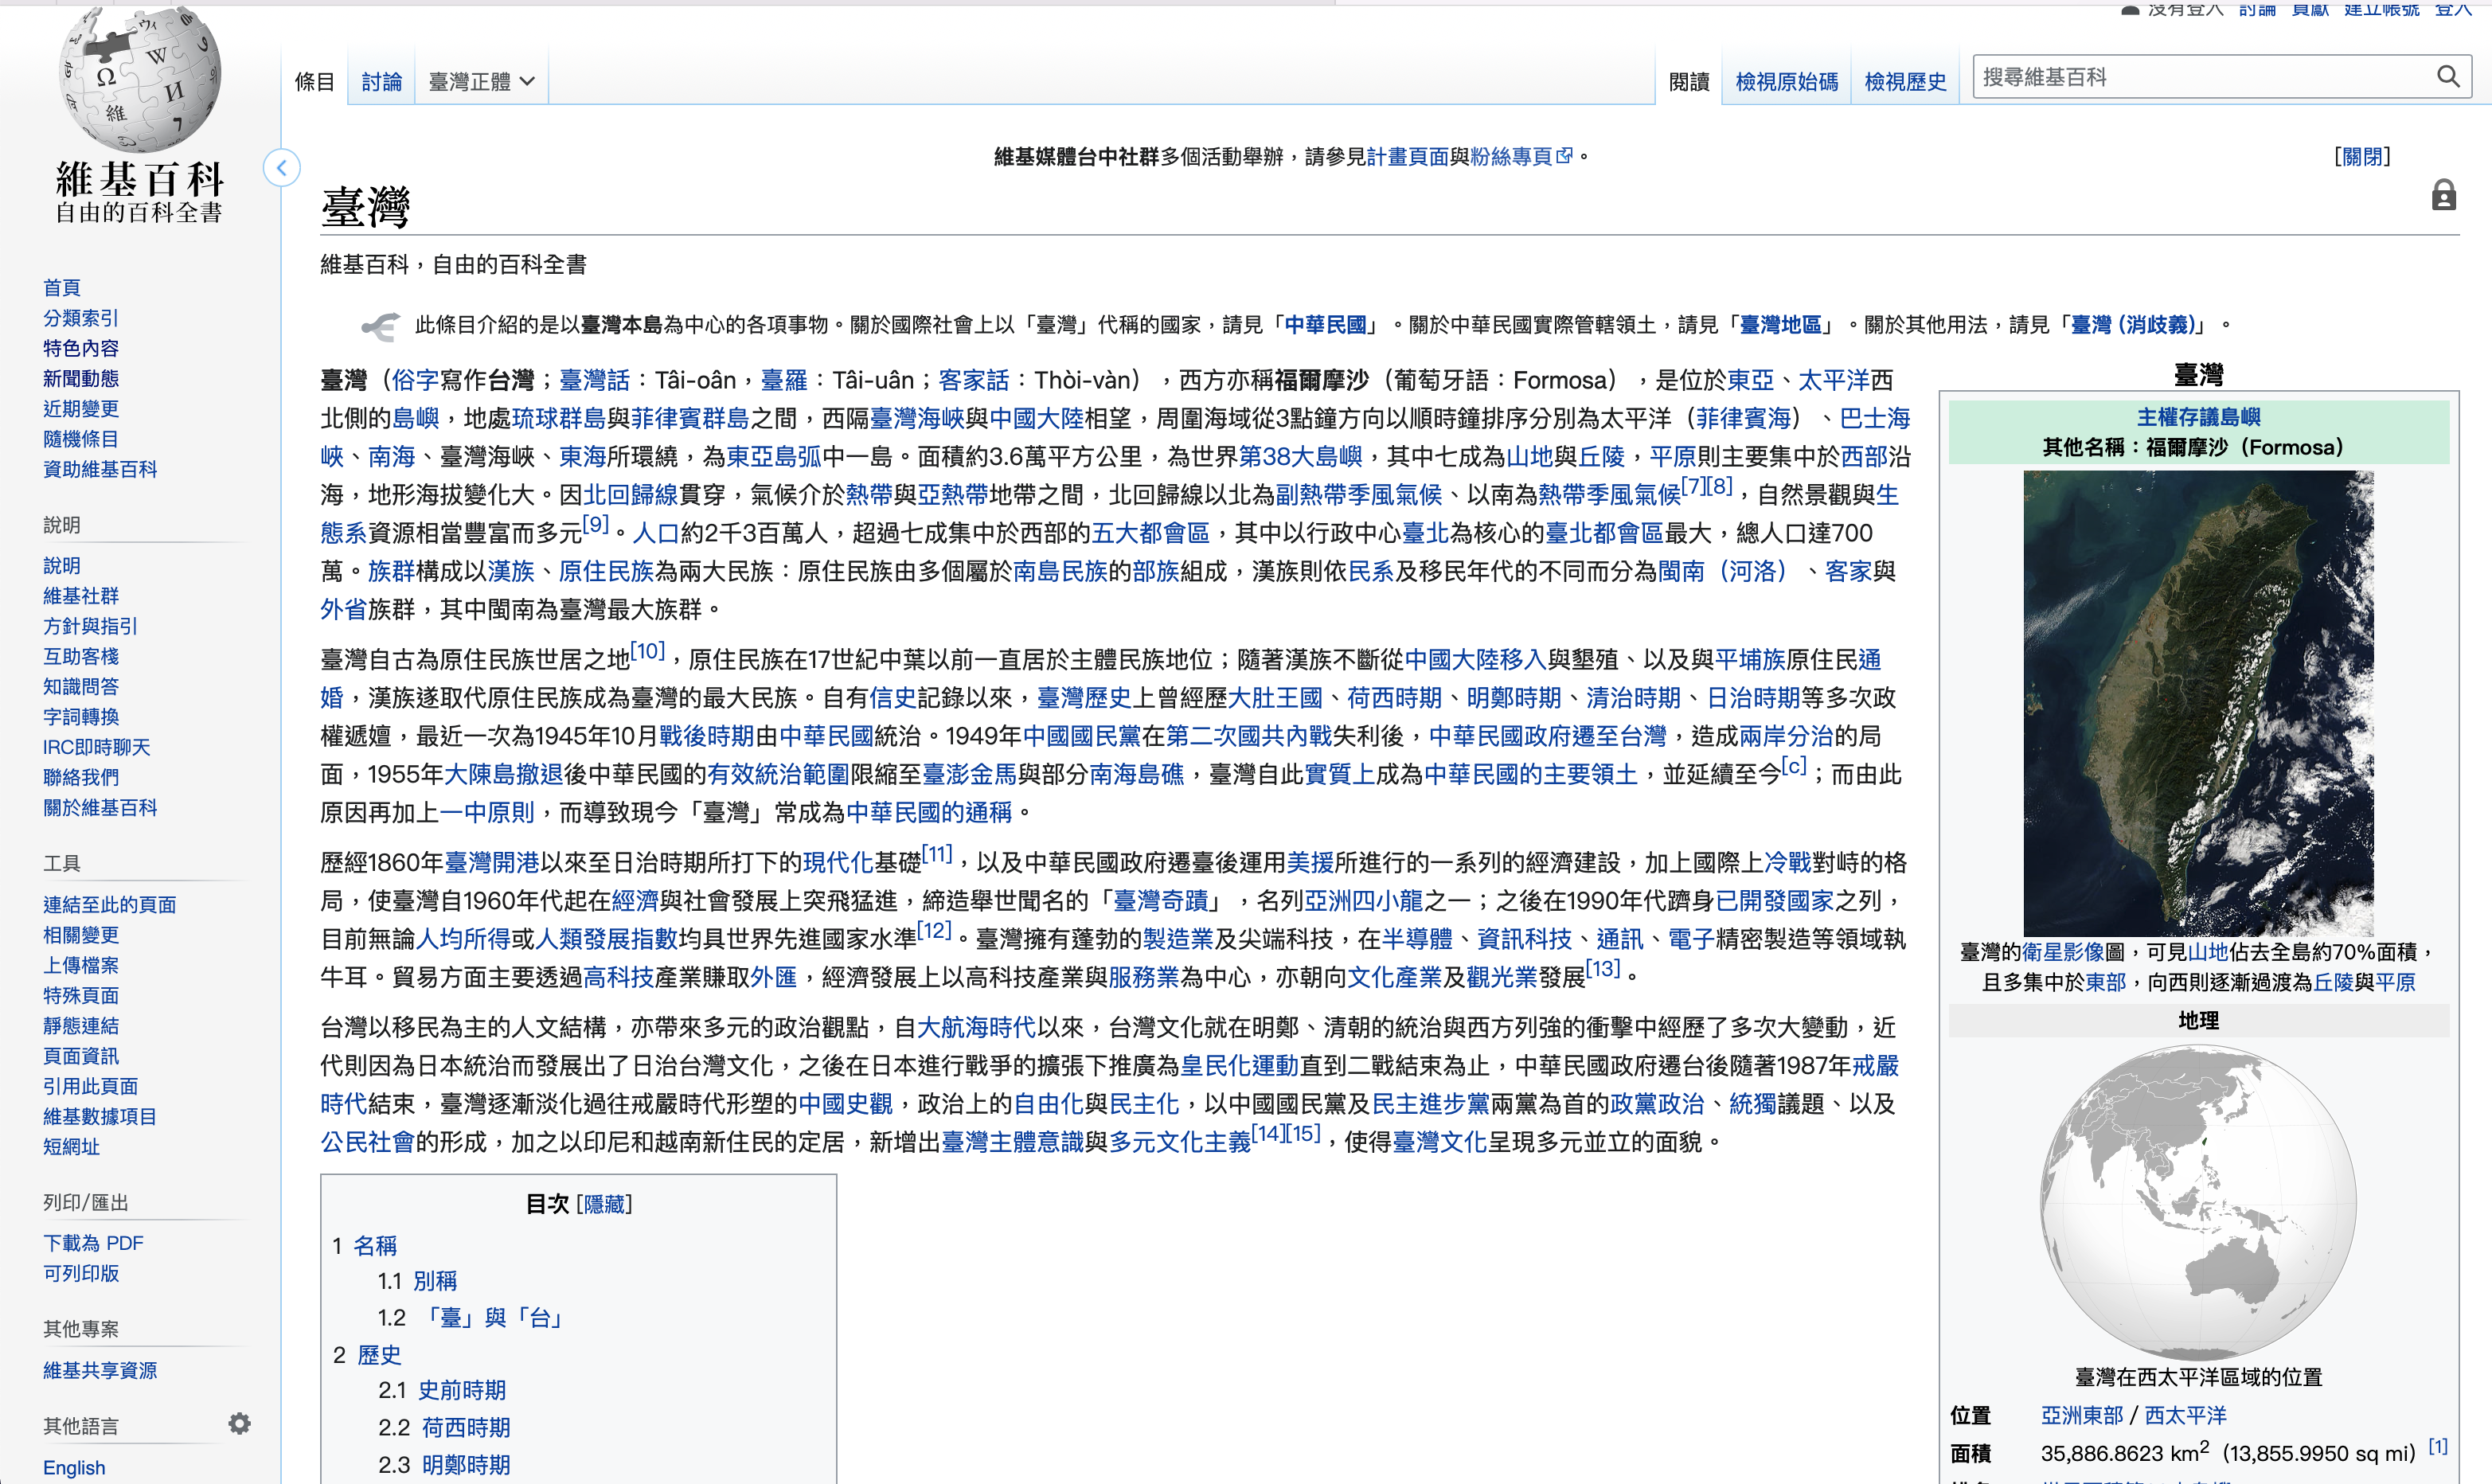 沒有登入 討論 貢獻 建立帳號 登入
條目 討論 臺灣正體 閱讀 檢視原始碼 檢視歷史 搜尋維基百科
維基百科
自由的百科全書
首頁
分類索引
特色內容
新聞動態
近期變更
隨機條目
資助維基百科
說明
說明
維基社群
方針與指引
互助客棧
知識問答
字詞轉換
IRC即時聊天
聯絡我們
關於維基百科
工具
連結至此的頁面
相關變更
上傳檔案
特殊頁面
靜態連結
頁面資訊
引用此頁面
維基數據項目
短網址
列印/匯出
下載為 PDF
可列印版
其他專案
維基共享資源
其他語言
English
維基媒體台中社群多個活動舉辦，請參見計畫頁面與粉絲專頁。 [關閉]
臺灣
維基百科，自由的百科全書
此條目介紹的是以臺灣本島為中心的各項事物。關於國際社會上以「臺灣」代稱的國家，請見「中華民國」。關於中華民國實際管轄領土，請見「臺灣地區」。關於其他用法，請見「臺灣 (消歧義)」。
臺灣（俗字寫作台灣；臺灣話：Tâi-oân，臺羅：Tâi-uân；客家話：Thòi-vàn），西方亦稱福爾摩沙（葡萄牙語：Formosa），是位於東亞、太平洋西
北側的島嶼，地處琉球群島與菲律賓群島之間，西隔臺灣海峽與中國大陸相望，周圍海域從3點鐘方向以順時鐘排序分別為太平洋（菲律賓海）、巴士海
峽、南海、臺灣海峽、東海所環繞，為東亞島弧中一島。面積約3.6萬平方公里，為世界第38大島嶼，其中七成為山地與丘陵，平原則主要集中於西部沿
海，地形海拔變化大。因北回歸線貫穿，氣候介於熱帶與亞熱帶地帶之間，北回歸線以北為副熱帶季風氣候、以南為熱帶季風氣候[7][8]，自然景觀與生
態系資源相當豐富而多元[9]。人口約2千3百萬人，超過七成集中於西部的五大都會區，其中以行政中心臺北為核心的臺北都會區最大，總人口達700
萬。族群構成以漢族、原住民族為兩大民族：原住民族由多個屬於南島民族的部族組成，漢族則依民系及移民年代的不同而分為閩南（河洛）、客家與
外省族群，其中閩南為臺灣最大族群。
臺灣自古為原住民族世居之地[10]，原住民族在17世紀中葉以前一直居於主體民族地位；隨著漢族不斷從中國大陸移入與墾殖、以及與平埔族原住民通
婚，漢族遂取代原住民族成為臺灣的最大民族。自有信史記錄以來，臺灣歷史上曾經歷大肚王國、荷西時期、明鄭時期、清治時期、日治時期等多次政
權遞嬗，最近一次為1945年10月戰後時期由中華民國統治。1949年中國國民黨在第二次國共內戰失利後，中華民國政府遷至台灣，造成兩岸分治的局
面，1955年大陳島撤退後中華民國的有效統治範圍限縮至臺澎金馬與部分南海島礁，臺灣自此實質上成為中華民國的主要領土，並延續至今[c]；而由此
原因再加上一中原則，而導致現今「臺灣」常成為中華民國的通稱。
歷經1860年臺灣開港以來至日治時期所打下的現代化基礎[11]，以及中華民國政府遷臺後運用美援所進行的一系列的經濟建設，加上國際上冷戰對峙的格
局，使臺灣自1960年代起在經濟與社會發展上突飛猛進，締造舉世聞名的「臺灣奇蹟」，名列亞洲四小龍之一；之後在1990年代躋身已開發國家之列，
目前無論人均所得或人類發展指數均具世界先進國家水準[12]。臺灣擁有蓬勃的製造業及尖端科技，在半導體、資訊科技、通訊、電子精密製造等領域執
牛耳。貿易方面主要透過高科技產業賺取外匯，經濟發展上以高科技產業與服務業為中心，亦朝向文化產業及觀光業發展[13]。
台灣以移民為主的人文結構，亦帶來多元的政治觀點，自大航海時代以來，台灣文化就在明鄭、清朝的統治與西方列強的衝擊中經歷了多次大變動，近
代則因為日本統治而發展出了日治台灣文化，之後在日本進行戰爭的擴張下推廣為皇民化運動直到二戰結束為止，中華民國政府遷台後隨著1987年戒嚴
時代結束，臺灣逐漸淡化過往戒嚴時代形塑的中國史觀，政治上的自由化與民主化，以中國國民黨及民主進步黨兩黨為首的政黨政治、統獨議題、以及
公民社會的形成，加之以印尼和越南新住民的定居，新增出臺灣主體意識與多元文化主義[14][15]，使得臺灣文化呈現多元並立的面貌。
目次 [隱藏]
1 名稱
1.1 別稱
1.2 「臺」與「台」
2 歷史
2.1 史前時期
2.2 荷西時期
2.3 明鄭時期
臺灣
主權存議島嶼
其他名稱：福爾摩沙（Formosa）
臺灣的衛星影像圖，可見山地佔去全島約70%面積，
且多集中於東部，向西則逐漸過渡為丘陵與平原
地理
臺灣在西太平洋區域的位置
位置 亞洲東部 / 西太平洋
面積 35,886.8623 km2（13,855.9950 sq mi）[1]